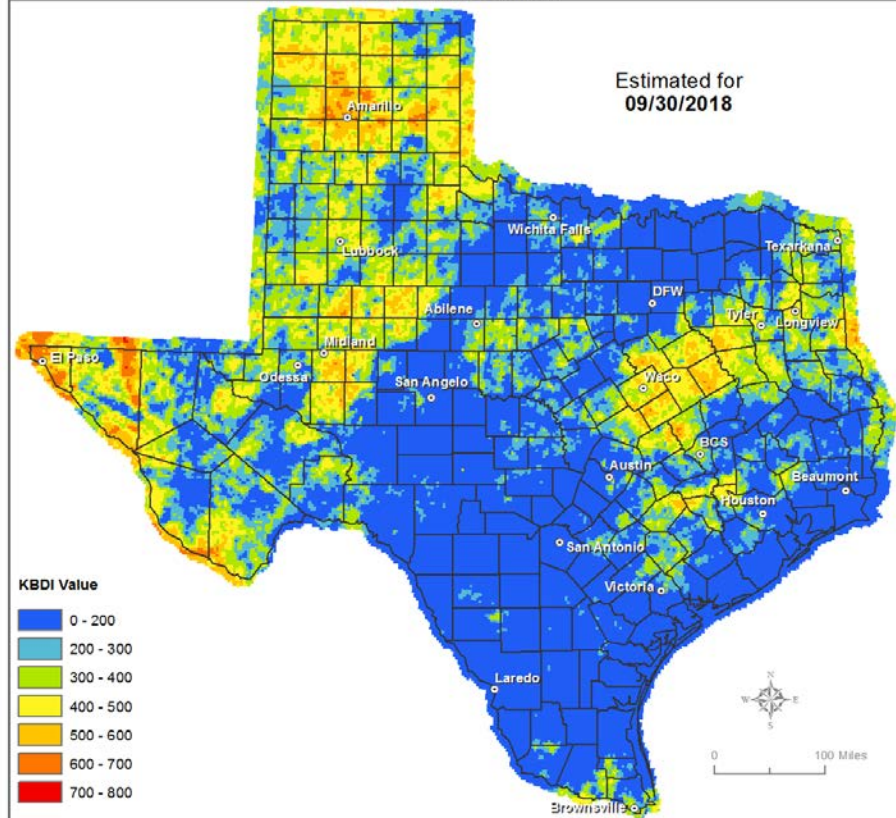 Estimated for
09/30/2018
Amarillo
Wichita Falls
Lubbock
Texarkana
DFW
Abilene
Tyler
Longview
Midland
El Paso
Odessa
San Angelo
Waco
BCS
Austin
Beaumont
Houston
San Antonio
Victoria
KBDI Value
0 - 200
200 - 300
300 - 400
400 - 500
500 - 600
600 - 700
700 - 800
Laredo
N
W E
S
0 100 Miles
Brownsville